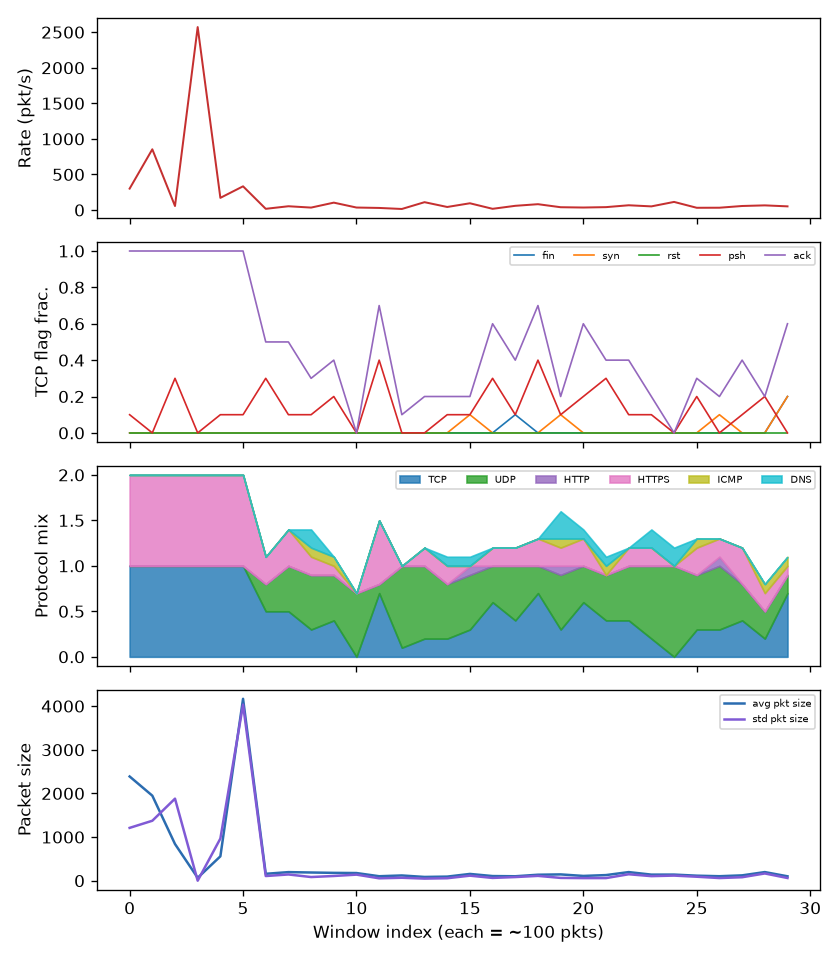 2500
2000
1500
1000
500
0
Rate (pkt/s)
1.0
0.8
0.6
0.4
0.2
0.0
TCP flag frac.
fin syn rst psh ack
2.0
1.5
1.0
0.5
0.0
Protocol mix
TCP UDP HTTP HTTPS ICMP DNS
4000
3000
2000
1000
0
Packet size
avg pkt size
std pkt size
0 5 10 15 20 25 30
Window index (each = ~100 pkts)